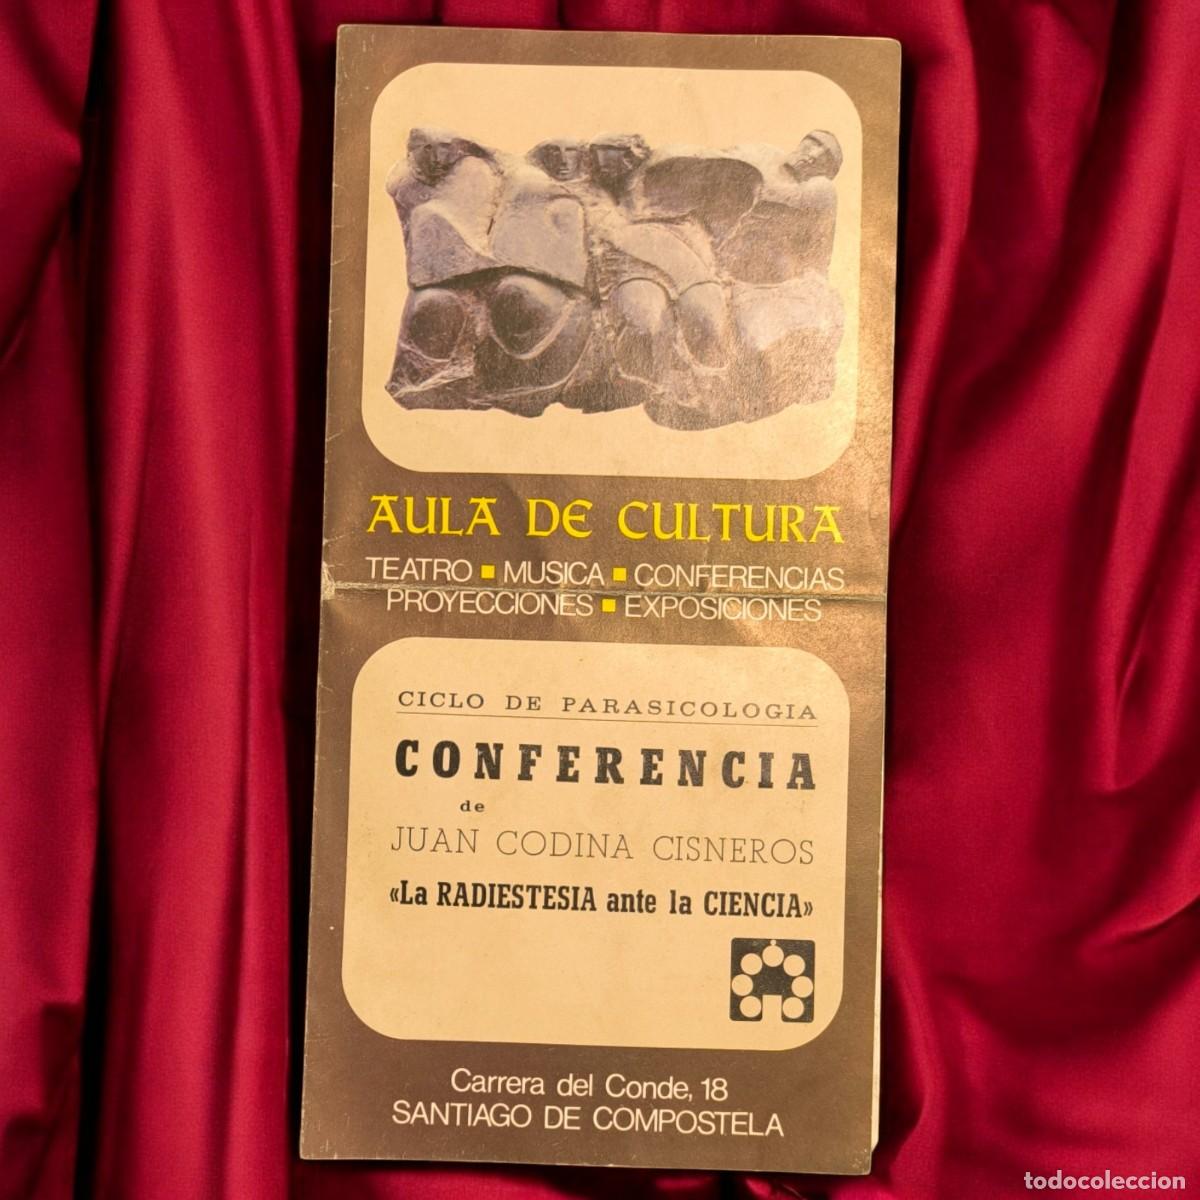 AULA DE CULTURA
TEATRO ■ MUSICA ■ CONFERENCIAS
PROYECCIONES ■ EXPOSICIONES
CICLO DE PARASICOLOGIA
CONFERENCIA
de
JUAN CODINA CISNEROS
«La RADIESTESIA ante la CIENCIA»
Carrera del Conde, 18
SANTIAGO DE COMPOSTELA
todocoleccion